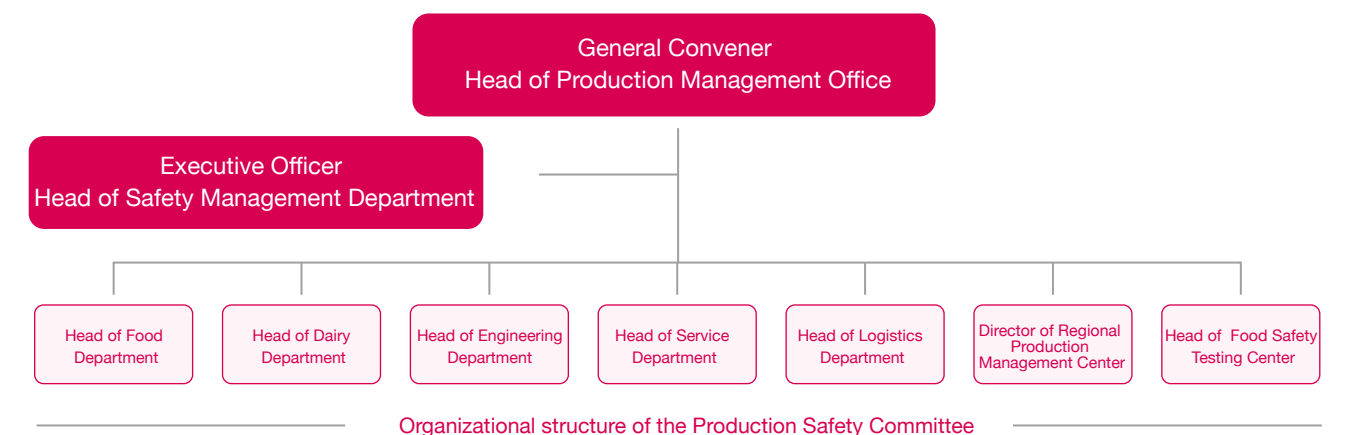 General Convener
Head of Production Management Office
Executive Officer
Head of Safety Management Department
Head of Food
Department
Head of Dairy
Department
Head of Engineering
Department
Head of Service
Department
Head of Logistics
Department
Director of Regional
Production
Management Center
Head of Food Safety
Testing Center
Organizational structure of the Production Safety Committee